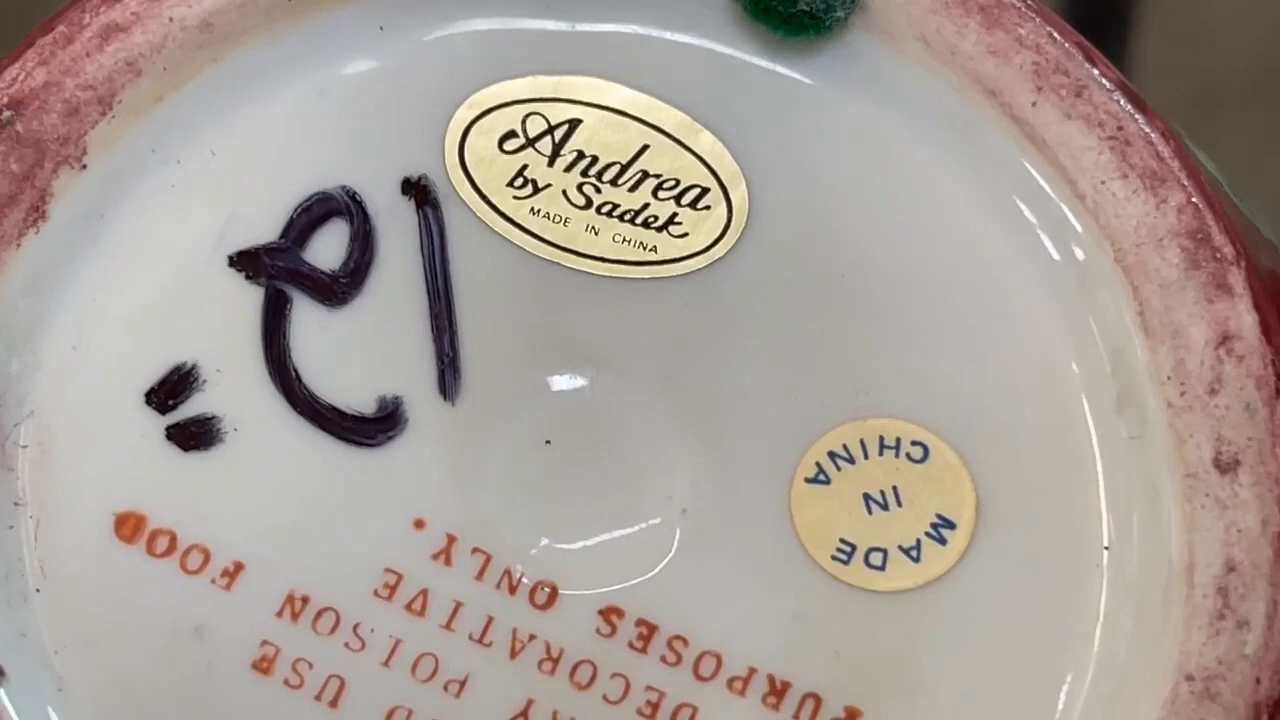 Andrea
by Sadek
MADE IN CHINA
12"
MADE
IN
CHINA
USE
POISON FOOD
DECORATIVE
PURPOSES ONLY.